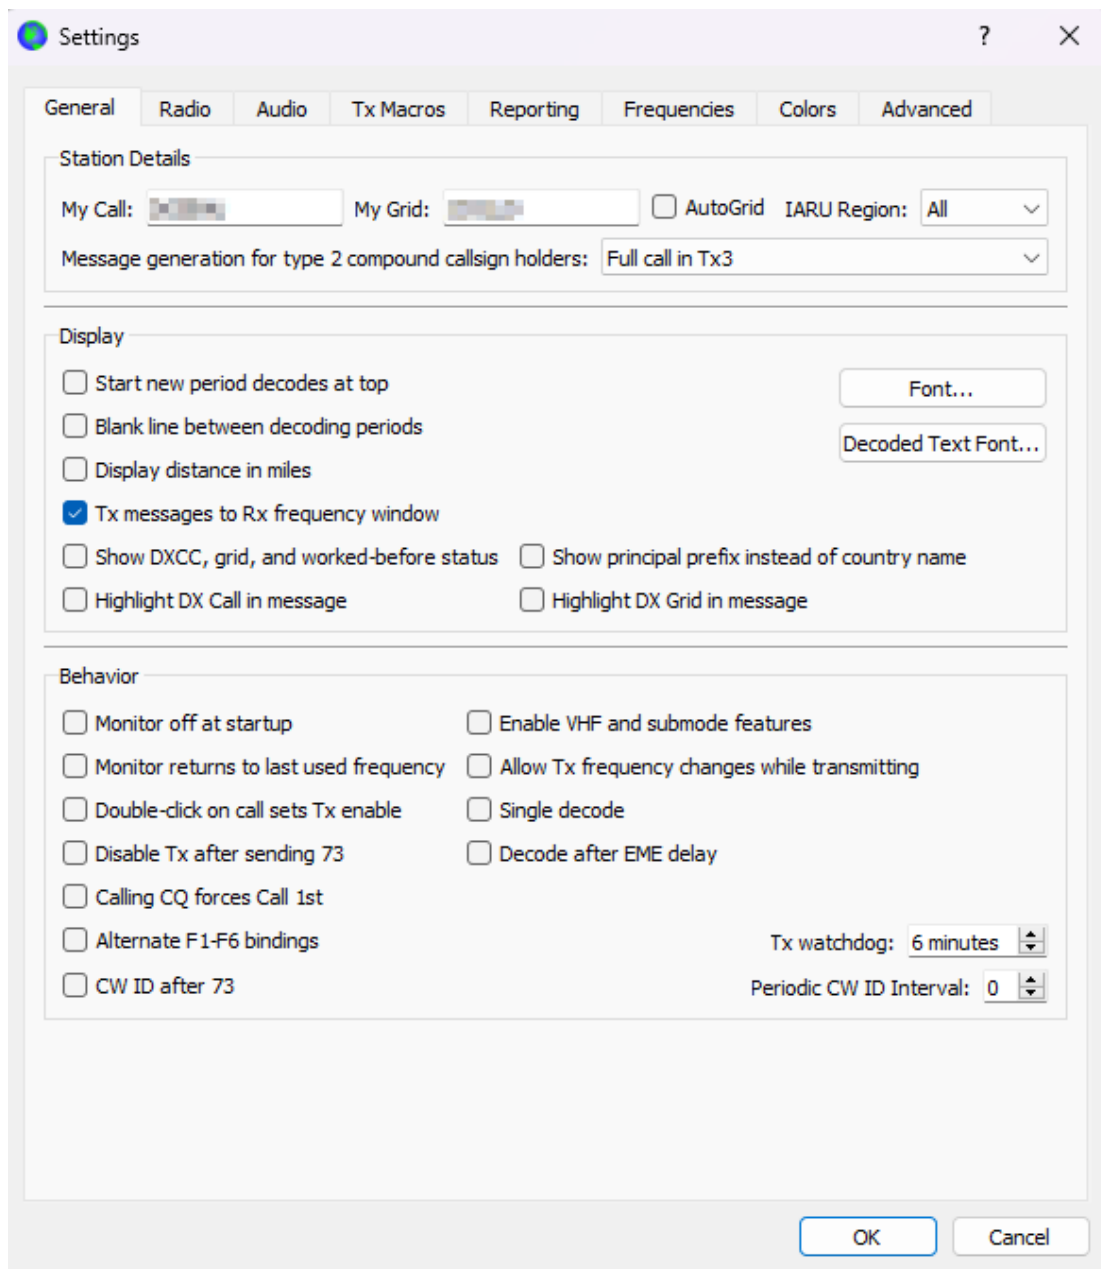 Settings ?
General Radio Audio Tx Macros Reporting Frequencies Colors Advanced
Station Details
My Call: My Grid: AutoGrid IARU Region: All
Message generation for type 2 compound callsign holders: Full call in Tx3
Display
Start new period decodes at top Font...
Blank line between decoding periods
Decoded Text Font...
Display distance in miles
Tx messages to Rx frequency window
Show DXCC, grid, and worked-before status Show principal prefix instead of country name
Highlight DX Call in message Highlight DX Grid in message
Behavior
Monitor off at startup Enable VHF and submode features
Monitor returns to last used frequency Allow Tx frequency changes while transmitting
Double-click on call sets Tx enable Single decode
Disable Tx after sending 73 Decode after EME delay
Calling CQ forces Call 1st
Alternate F1-F6 bindings Tx watchdog: 6 minutes
CW ID after 73 Periodic CW ID Interval: 0
OK Cancel